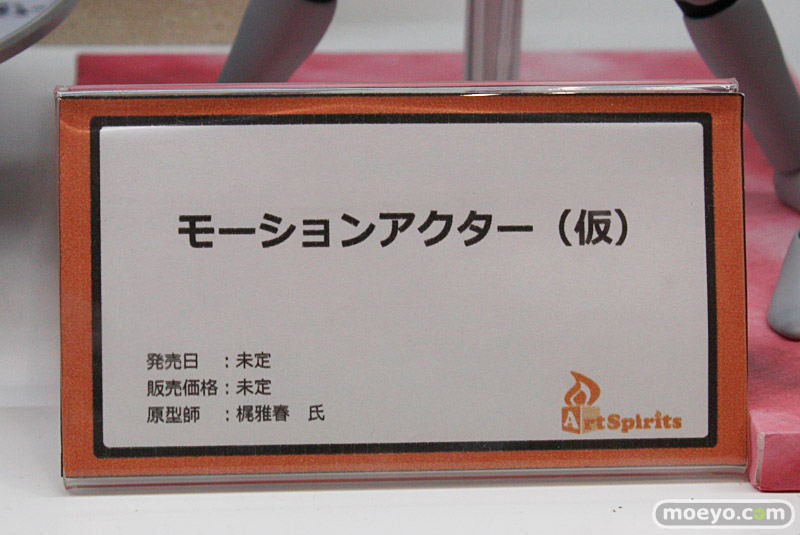 モーションアクター（仮）
発売日　：未定
販売価格：未定
原型師　：梶雅春　氏
ArtSpirits
moeyo.com